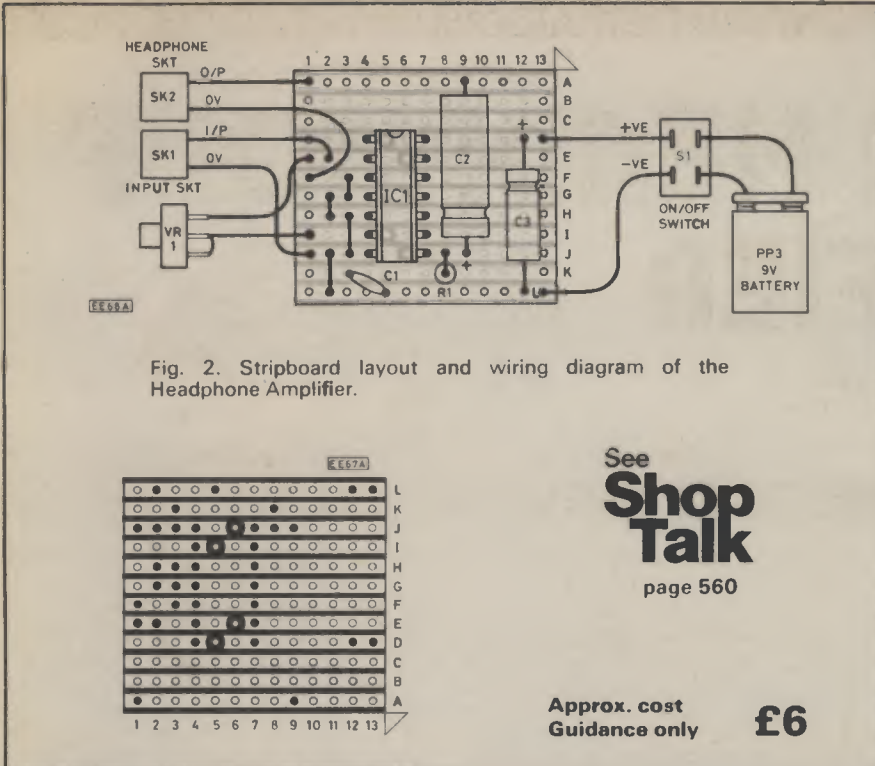 HEADPHONE
SKT
O/P
SK2
0V
I/P
SK1
0V
INPUT SKT
VR
1
1 2 3 4 5 6 7 8 9 10 11 12 13
A
B
C
E
F
G
H
I
J
K
L
IC1
C2
C3
C1
R1
+
+
+VE
-VE
S1
ON/OFF
SWITCH
PP3
9V
BATTERY
EE68A
Fig. 2. Stripboard layout and wiring diagram of the
Headphone Amplifier.
EE67A
L
K
J
I
H
G
F
E
D
C
B
A
1 2 3 4 5 6 7 8 9 10 11 12 13
See
Shop
Talk
page 560
Approx. cost
Guidance only £6